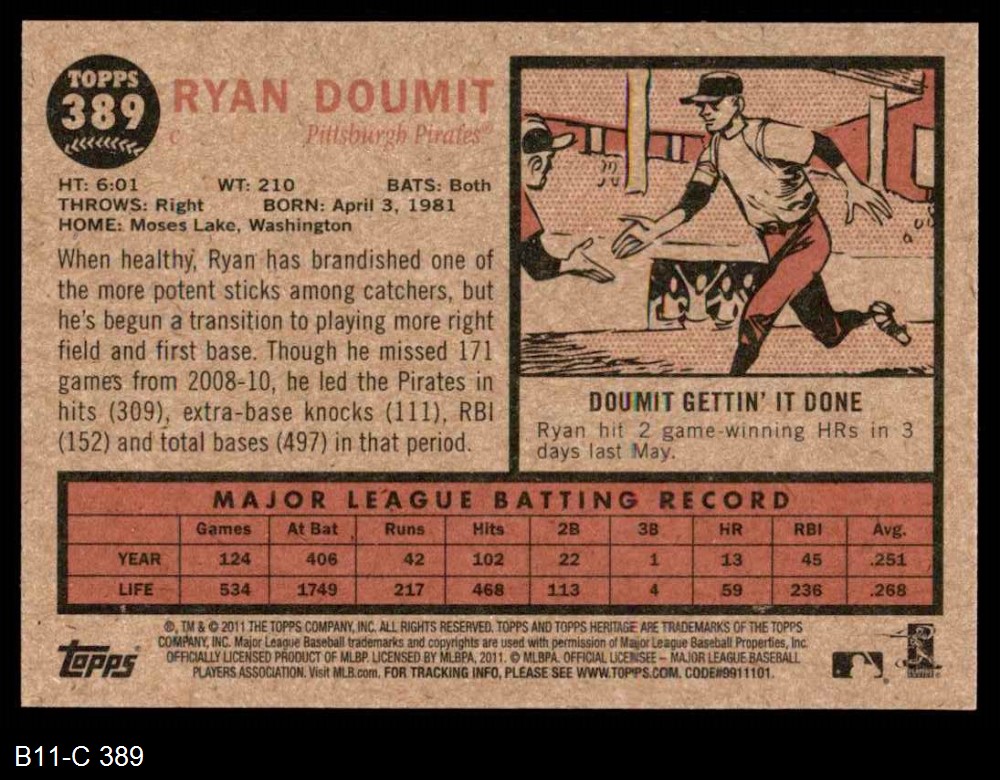 TOPPS
389
RYAN DOUMIT
c Pittsburgh Pirates®
HT: 6:01 WT: 210 BATS: Both
THROWS: Right BORN: April 3, 1981
HOME: Moses Lake, Washington
When healthy, Ryan has brandished one of
the more potent sticks among catchers, but
he's begun a transition to playing more right
field and first base. Though he missed 171
games from 2008-10, he led the Pirates in
hits (309), extra-base knocks (111), RBI
(152) and total bases (497) in that period.
DOUMIT GETTIN' IT DONE
Ryan hit 2 game-winning HRs in 3
days last May.
MAJOR LEAGUE BATTING RECORD
Games At Bat Runs Hits 2B 3B HR RBI Avg.
YEAR 124 406 42 102 22 1 13 45 .251
LIFE 534 1749 217 468 113 4 59 236 .268
®, TM & © 2011 THE TOPPS COMPANY, INC. ALL RIGHTS RESERVED. TOPPS AND TOPPS HERITAGE ARE TRADEMARKS OF THE TOPPS
COMPANY, INC. Major League Baseball trademarks and copyrights are used with permission of Major League Baseball Properties, Inc.
OFFICIALLY LICENSED PRODUCT OF MLBP. LICENSED BY MLBPA, 2011. © MLBPA. OFFICIAL LICENSEE – MAJOR LEAGUE BASEBALL
PLAYERS ASSOCIATION. Visit MLB.com. FOR TRACKING INFO, PLEASE SEE WWW.TOPPS.COM. CODE#9911101.
topps
B11-C 389